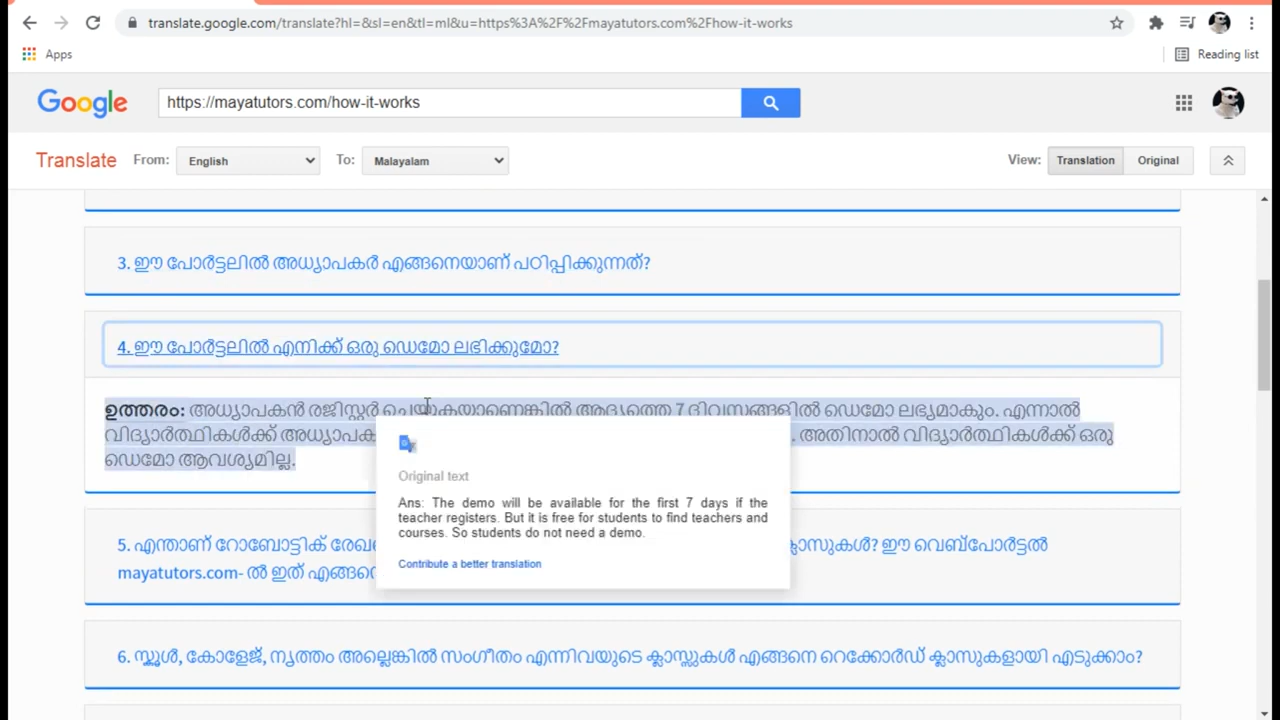 translate.google.com/translate?hl=&sl=en&tl=ml&u=https%3A%2F%2Fmayatutors.com%2Fhow-it-works
Apps
Reading list
Google
https://mayatutors.com/how-it-works
Translate From: English To: Malayalam View: Translation Original
3. ഈ പോർട്ടലിൽ അധ്യാപകർ എങ്ങനെയാണ് പഠിപ്പിക്കുന്നത്?
4. ഈ പോർട്ടലിൽ എനിക്ക് ഒരു ഡെമോ ലഭിക്കുമോ?
ഉത്തരം: അധ്യാപകൻ രജിസ്റ്റർ ചെയ്യുകയാണെങ്കിൽ ആദ്യത്തെ 7 ദിവസങ്ങളിൽ ഡെമോ ലഭ്യമാകും. എന്നാൽ
വിദ്യാർത്ഥികൾക്ക് . അതിനാൽ വിദ്യാർത്ഥികൾക്ക് ഒരു
ഡെമോ ആവശ്യമില്ല.
Original text
Ans: The demo will be available for the first 7 days if the
teacher registers. But it is free for students to find teachers and
courses. So students do not need a demo.
Contribute a better translation
5. എന്താണ് റോബോട്ടിക് ക്ലാസുകൾ? ഈ വെബ്പോർട്ടൽ
mayatutors.com- ൽ ഇത്
6. സ്കൂൾ, കോളേജ്, നൃത്തം അല്ലെങ്കിൽ സംഗീതം എന്നിവയുടെ ക്ലാസ്സുകൾ എങ്ങനെ റെക്കോർഡ് ക്ലാസുകളായി എടുക്കാം?